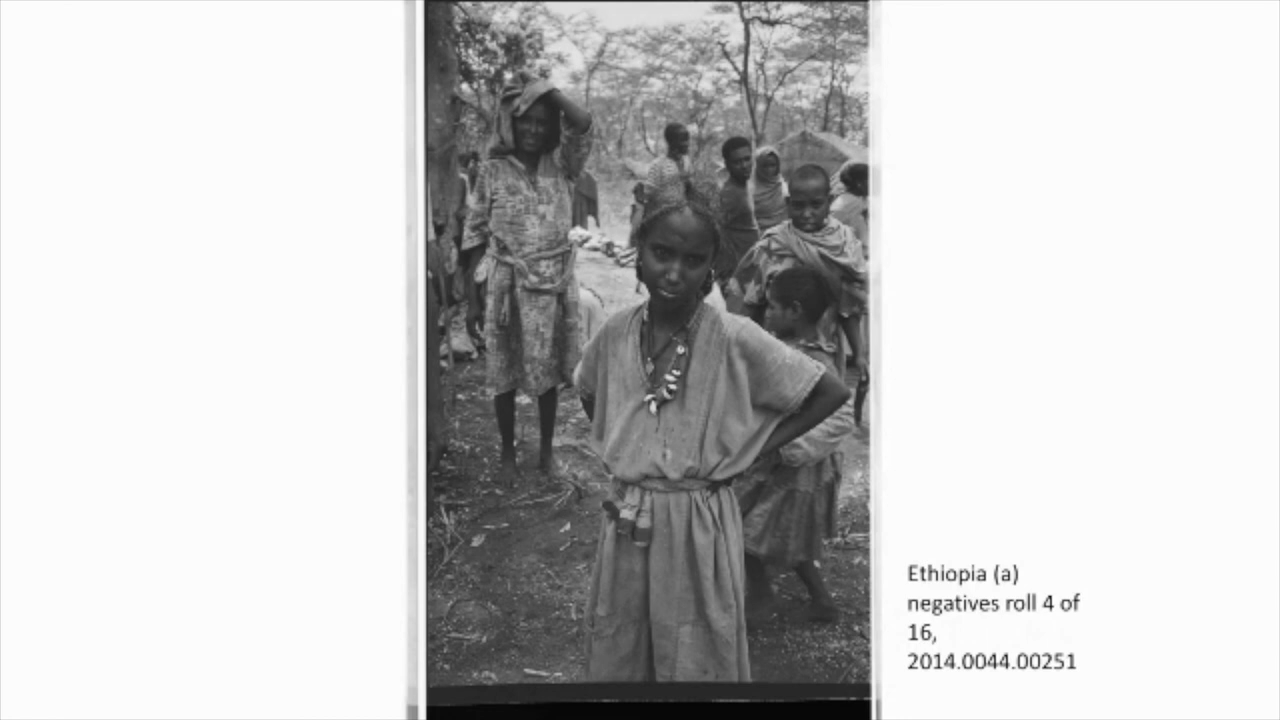 Ethiopia (a)
negatives roll 4 of
16,
2014.0044.00251